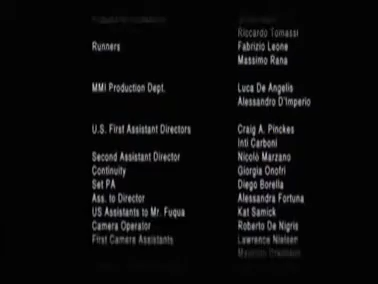 Riccardo Tomassi
Runners Fabrizio Leone
Massimo Rana
MMI Production Dept. Luca De Angelis
Alessandro D'Imperio
U.S. First Assistant Directors Craig A. Pinckes
Inti Carboni
Second Assistant Director Nicolò Marzano
Continuity Giorgia Onofri
Set PA Diego Borella
Ass. to Director Alessandra Fortuna
US Assistants to Mr. Fuqua Kat Samick
Camera Operator Roberto De Nigris
First Camera Assistants Lawrence Nielsen